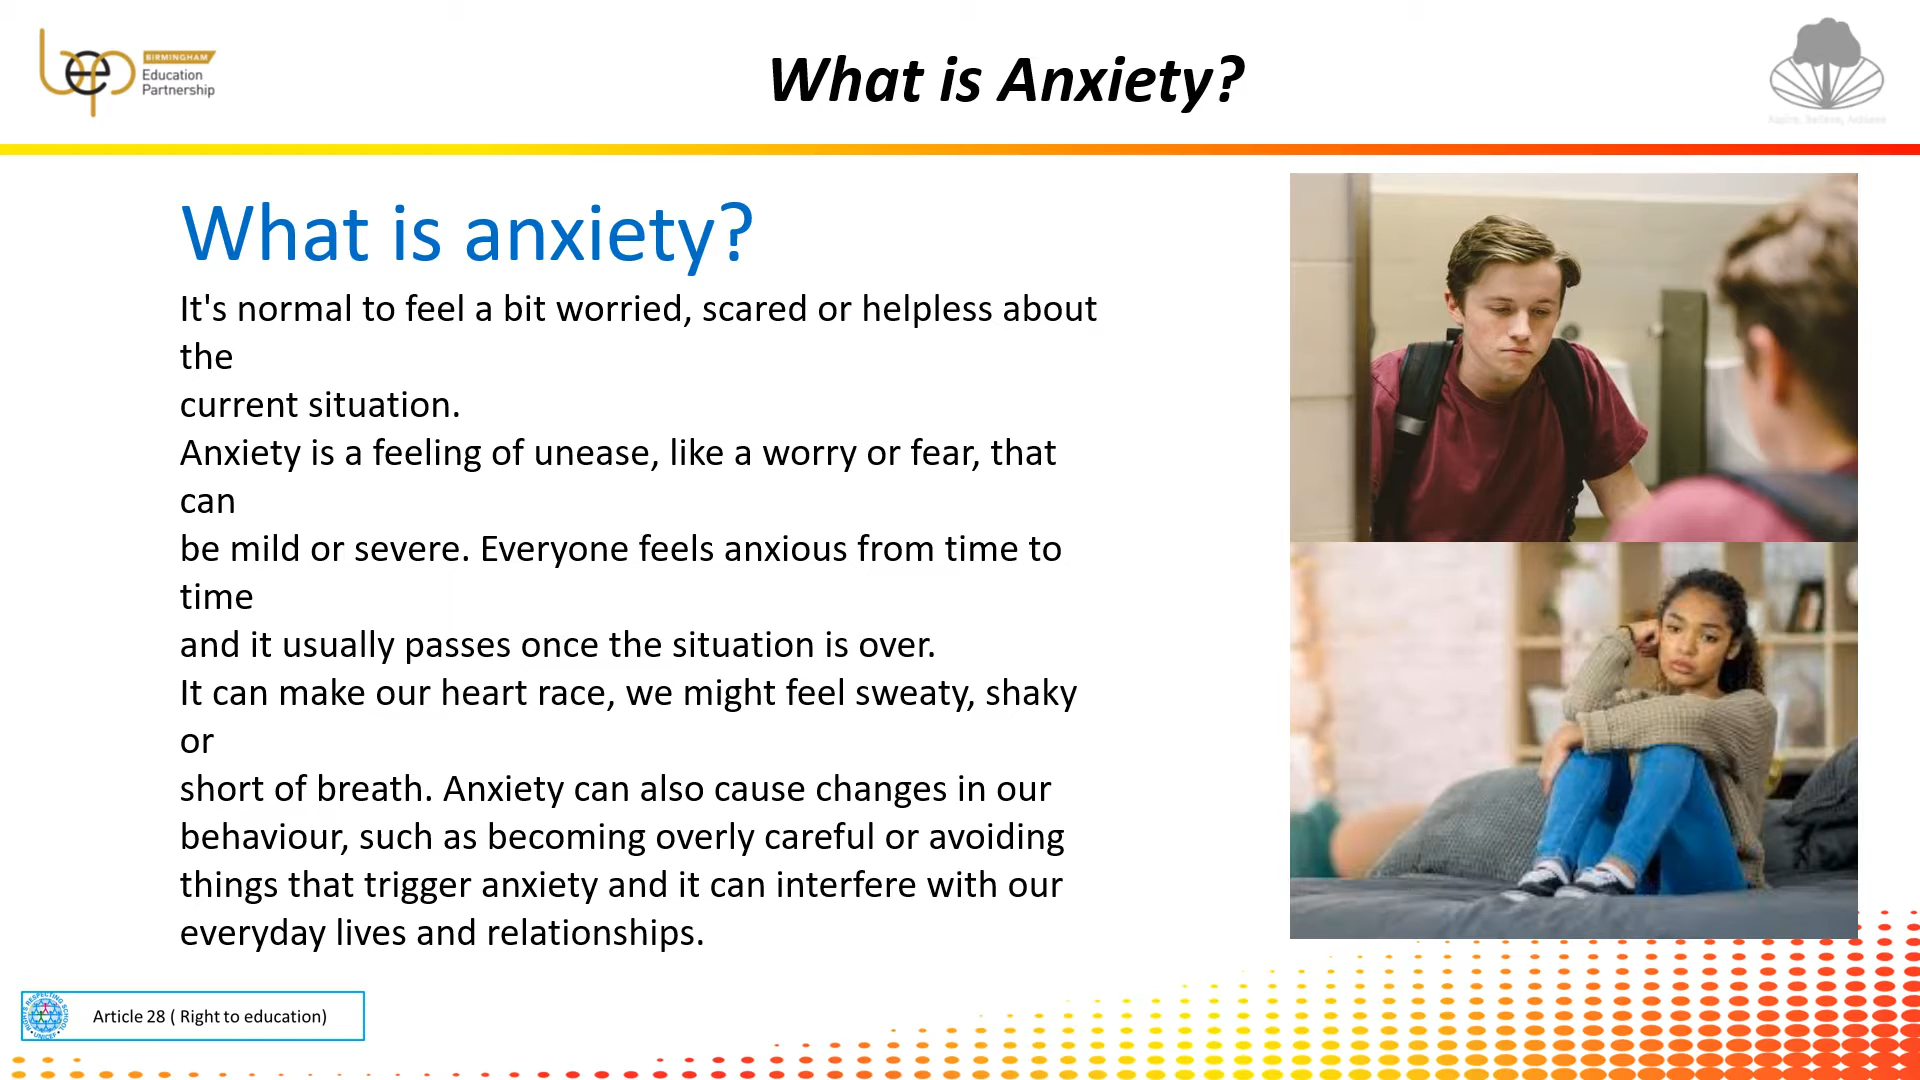 BIRMINGHAM
Education
Partnership
What is Anxiety?
Aspire, Believe, Achieve
What is anxiety?
It's normal to feel a bit worried, scared or helpless about
the
current situation.
Anxiety is a feeling of unease, like a worry or fear, that
can
be mild or severe. Everyone feels anxious from time to
time
and it usually passes once the situation is over.
It can make our heart race, we might feel sweaty, shaky
or
short of breath. Anxiety can also cause changes in our
behaviour, such as becoming overly careful or avoiding
things that trigger anxiety and it can interfere with our
everyday lives and relationships.
Article 28 ( Right to education)